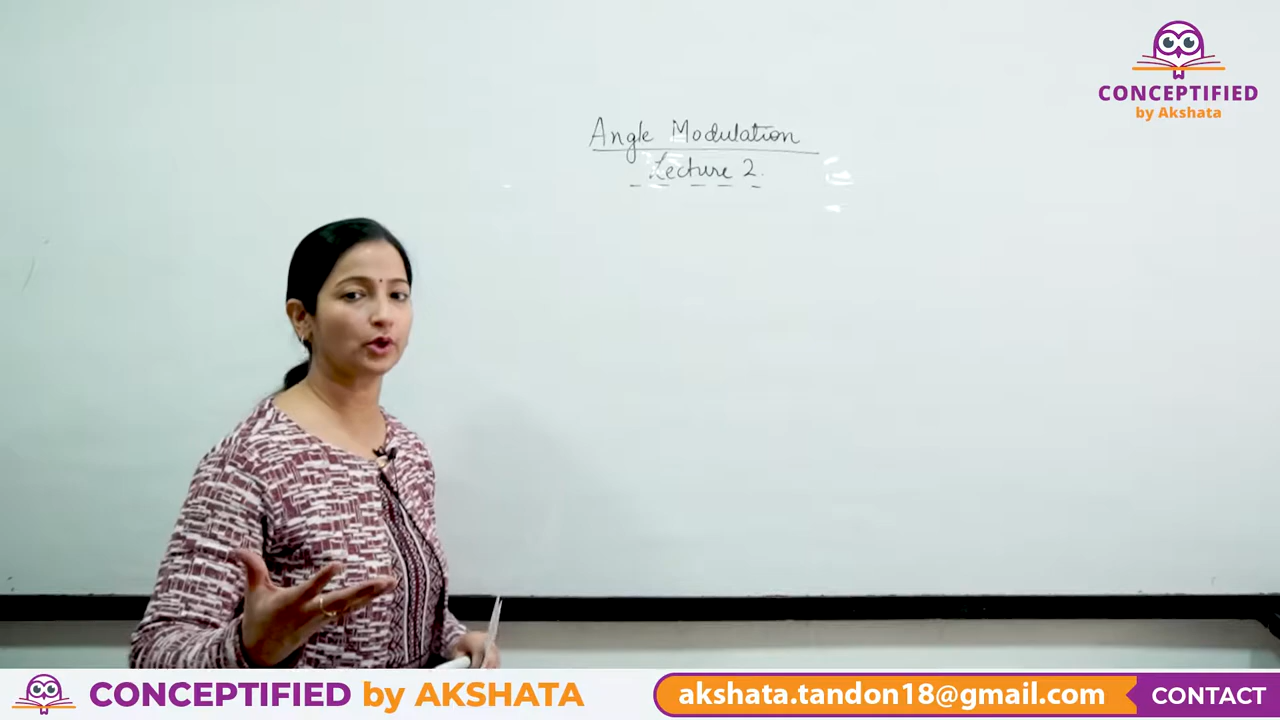 CONCEPTIFIED
by Akshata
Angle Modulation
Lecture 2.
CONCEPTIFIED by AKSHATA
akshata.tandon18@gmail.com
CONTACT